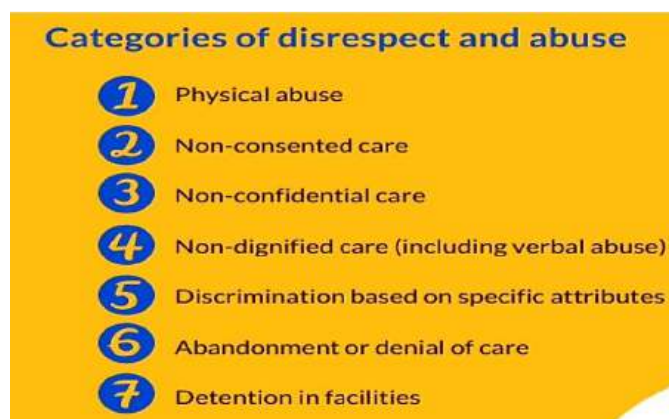 Categories of disrespect and abuse
1 Physical abuse
2 Non-consented care
3 Non-confidential care
4 Non-dignified care (including verbal abuse)
5 Discrimination based on specific attributes
6 Abandonment or denial of care
7 Detention in facilities